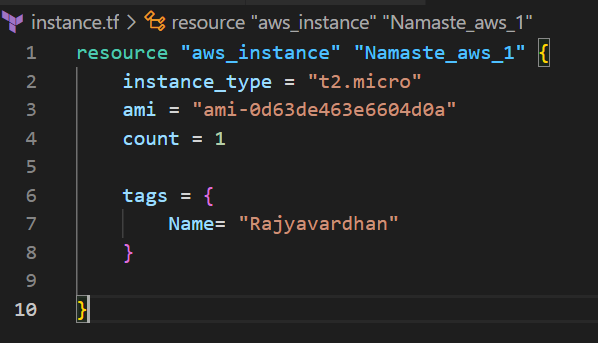 instance.tf > resource "aws_instance" "Namaste_aws_1"
1 resource "aws_instance" "Namaste_aws_1" {
2     instance_type = "t2.micro"
3     ami = "ami-0d63de463e6604d0a"
4     count = 1
5
6     tags = {
7         Name= "Rajyavardhan"
8     }
9
10 }